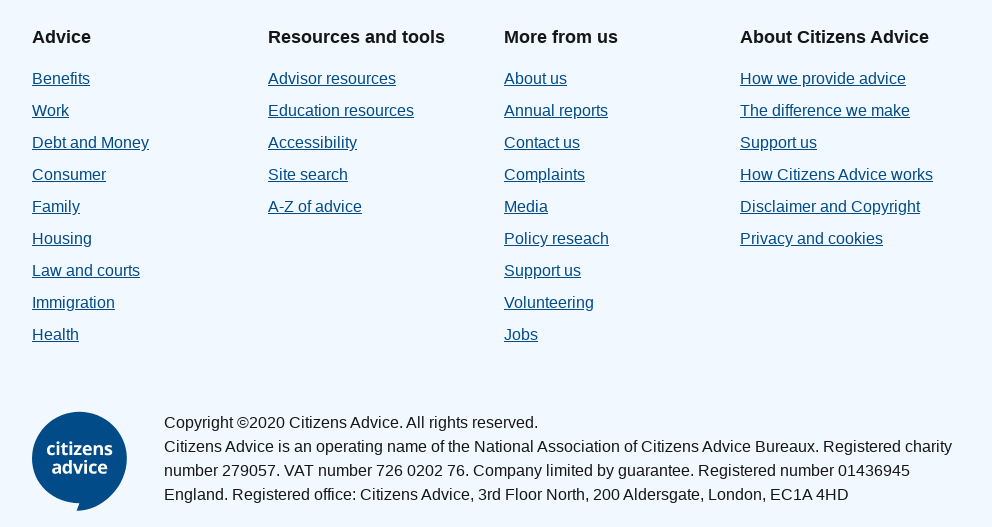 Advice
Benefits
Work
Debt and Money
Consumer
Family
Housing
Law and courts
Immigration
Health
Resources and tools
Advisor resources
Education resources
Accessibility
Site search
A-Z of advice
More from us
About us
Annual reports
Contact us
Complaints
Media
Policy reseach
Support us
Volunteering
Jobs
About Citizens Advice
How we provide advice
The difference we make
Support us
How Citizens Advice works
Disclaimer and Copyright
Privacy and cookies
citizens
advice
Copyright ©2020 Citizens Advice. All rights reserved.
Citizens Advice is an operating name of the National Association of Citizens Advice Bureaux. Registered charity
number 279057. VAT number 726 0202 76. Company limited by guarantee. Registered number 01436945
England. Registered office: Citizens Advice, 3rd Floor North, 200 Aldersgate, London, EC1A 4HD